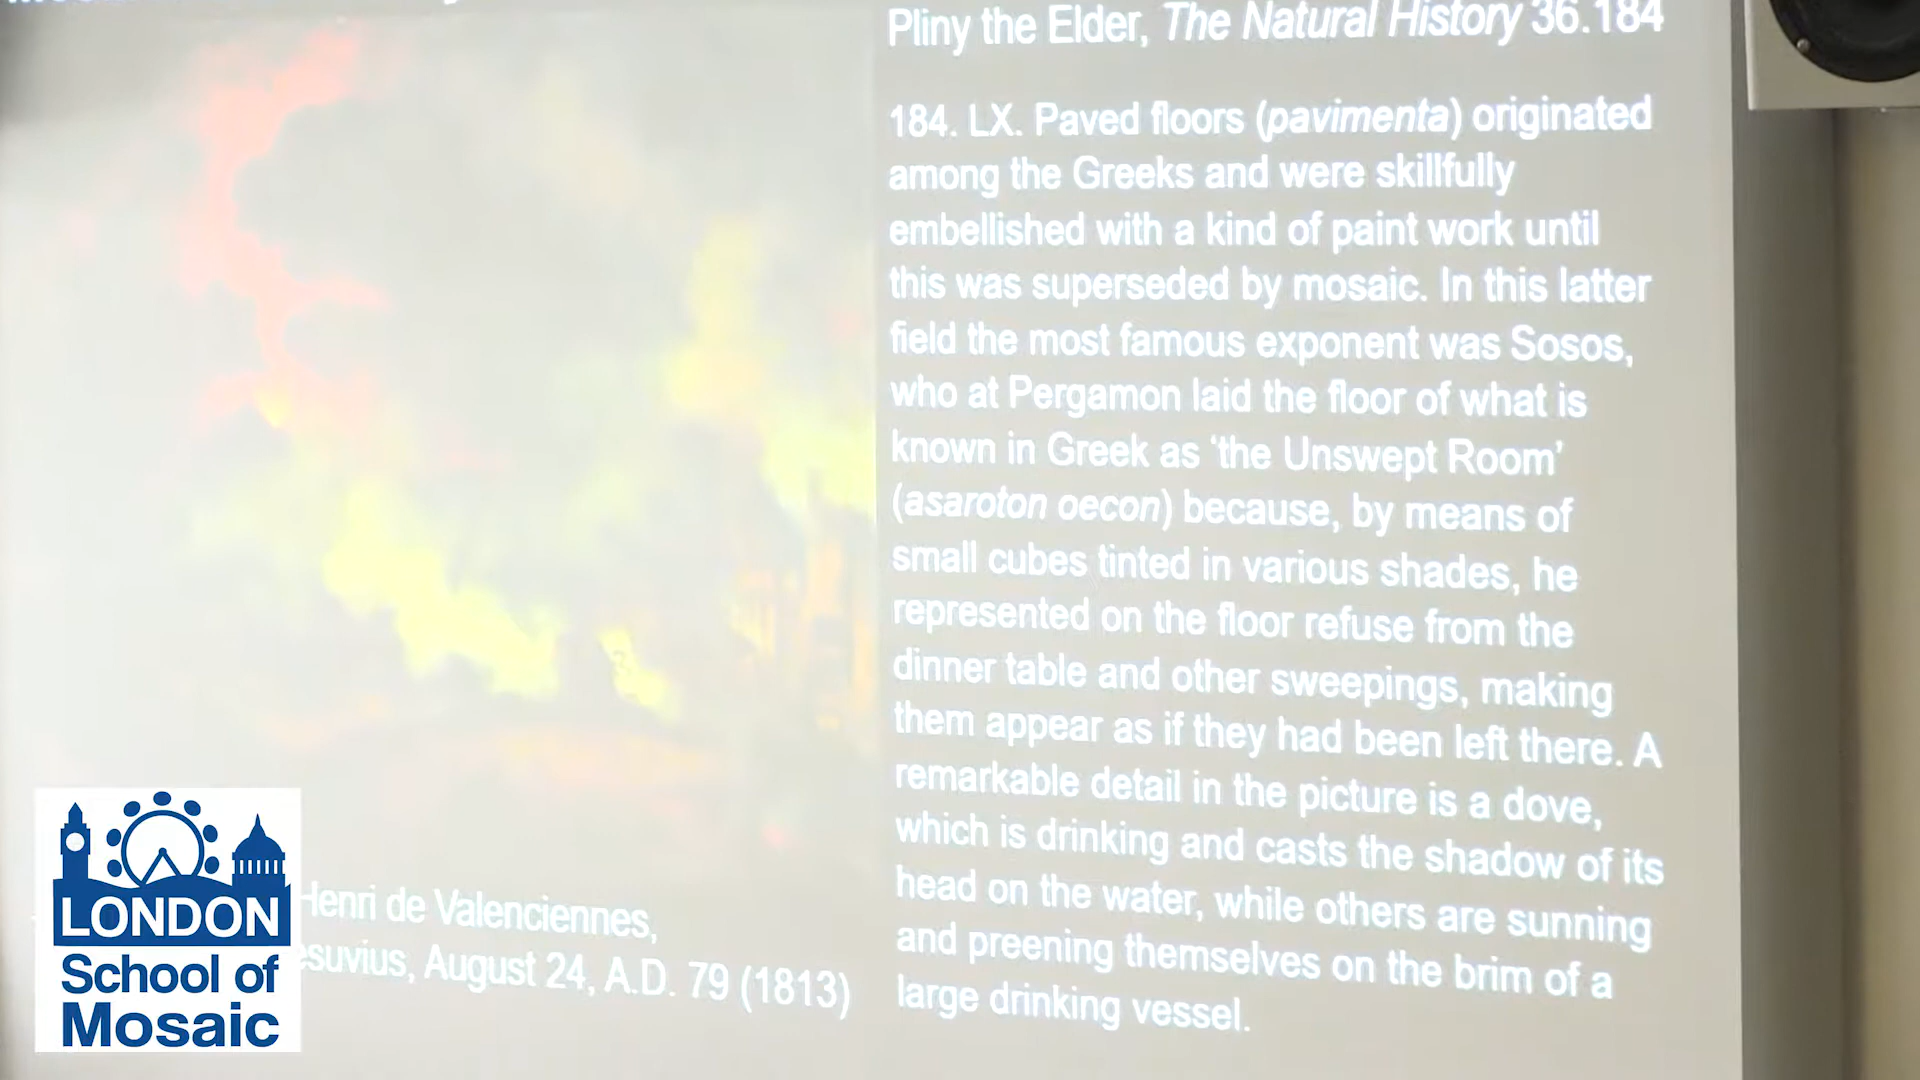 Pliny the Elder, The Natural History 36.184
184. LX. Paved floors (pavimenta) originated
among the Greeks and were skillfully
embellished with a kind of paint work until
this was superseded by mosaic. In this latter
field the most famous exponent was Sosos,
who at Pergamon laid the floor of what is
known in Greek as ‘the Unswept Room’
(asaroton oecon) because, by means of
small cubes tinted in various shades, he
represented on the floor refuse from the
dinner table and other sweepings, making
them appear as if they had been left there. A
remarkable detail in the picture is a dove,
which is drinking and casts the shadow of its
head on the water, while others are sunning
and preening themselves on the brim of a
large drinking vessel.
Henri de Valenciennes,
esuvius, August 24, A.D. 79 (1813)
LONDON
School of
Mosaic